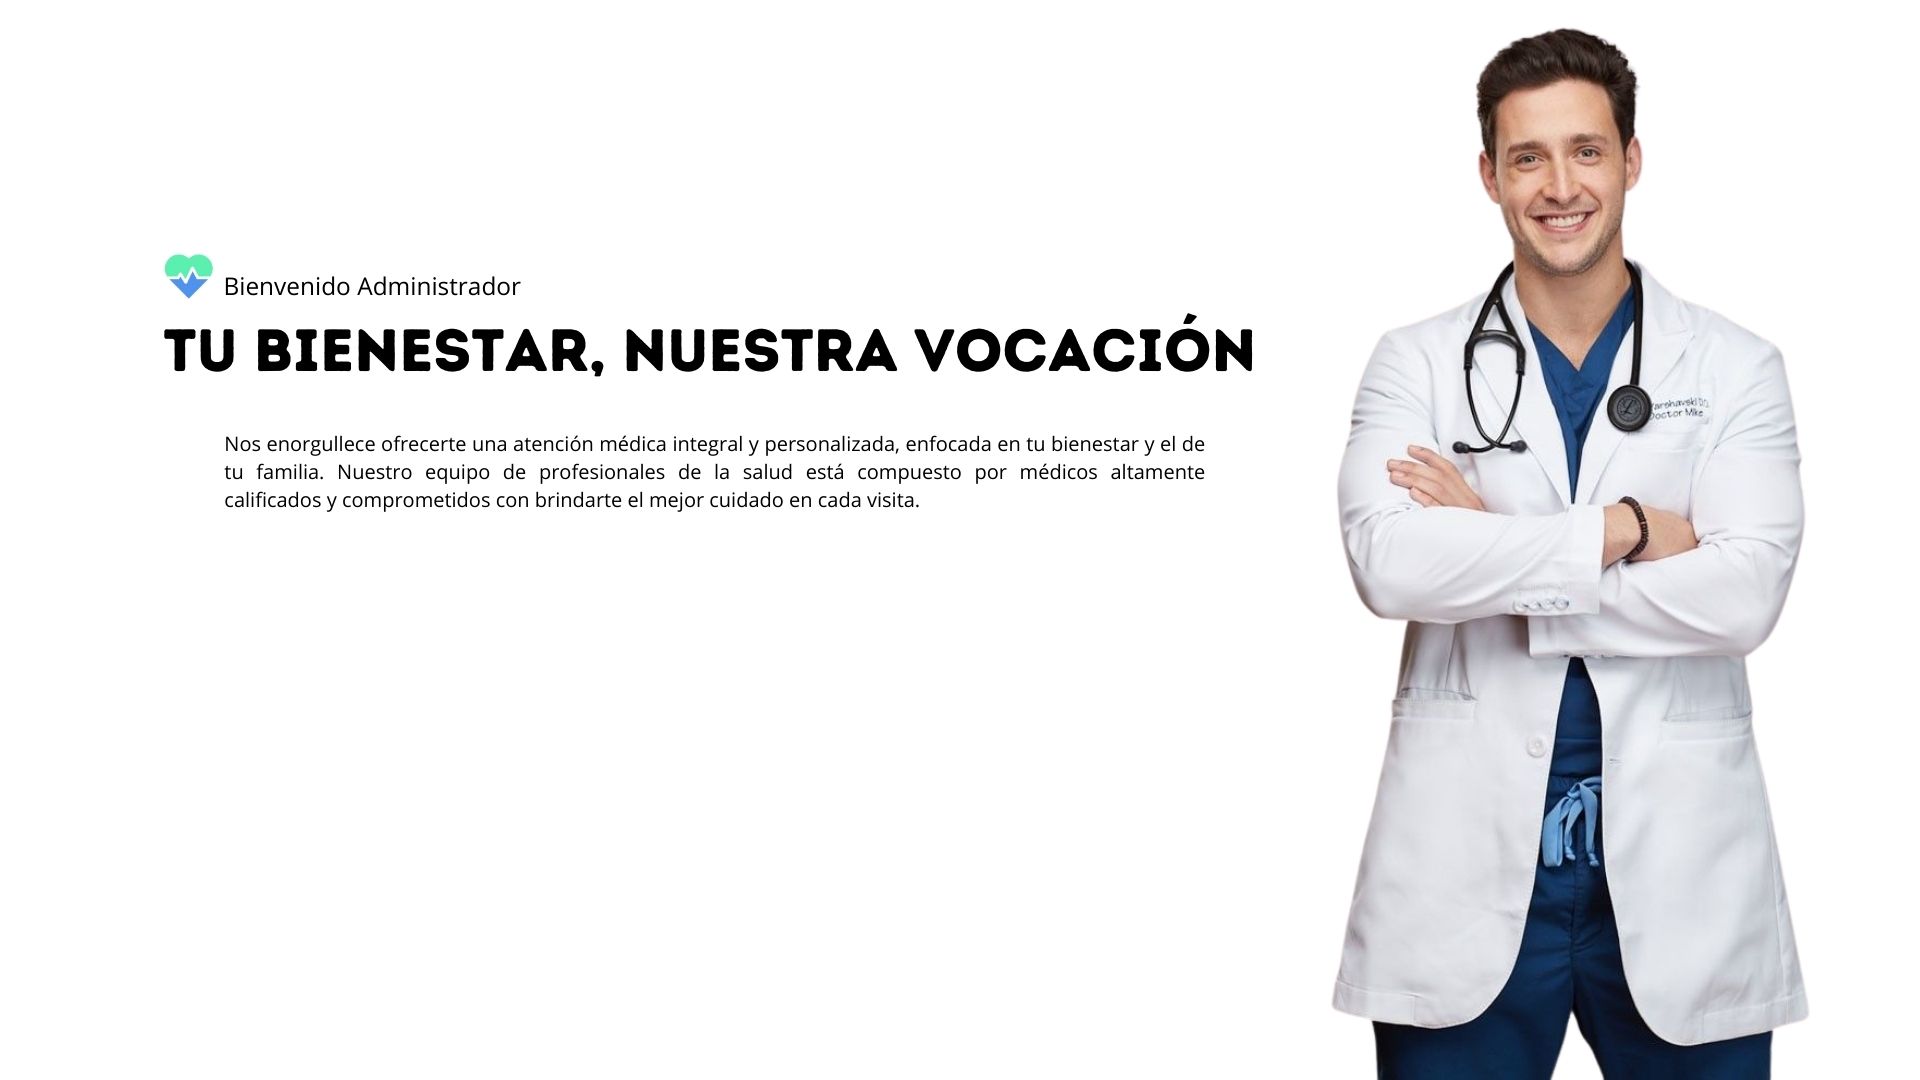 Bienvenido Administrador
TU BIENESTAR, NUESTRA VOCACIÓN
Nos enorgullece ofrecerte una atención médica integral y personalizada, enfocada en tu bienestar y el de
tu familia. Nuestro equipo de profesionales de la salud está compuesto por médicos altamente
calificados y comprometidos con brindarte el mejor cuidado en cada visita.
Doctor Mike